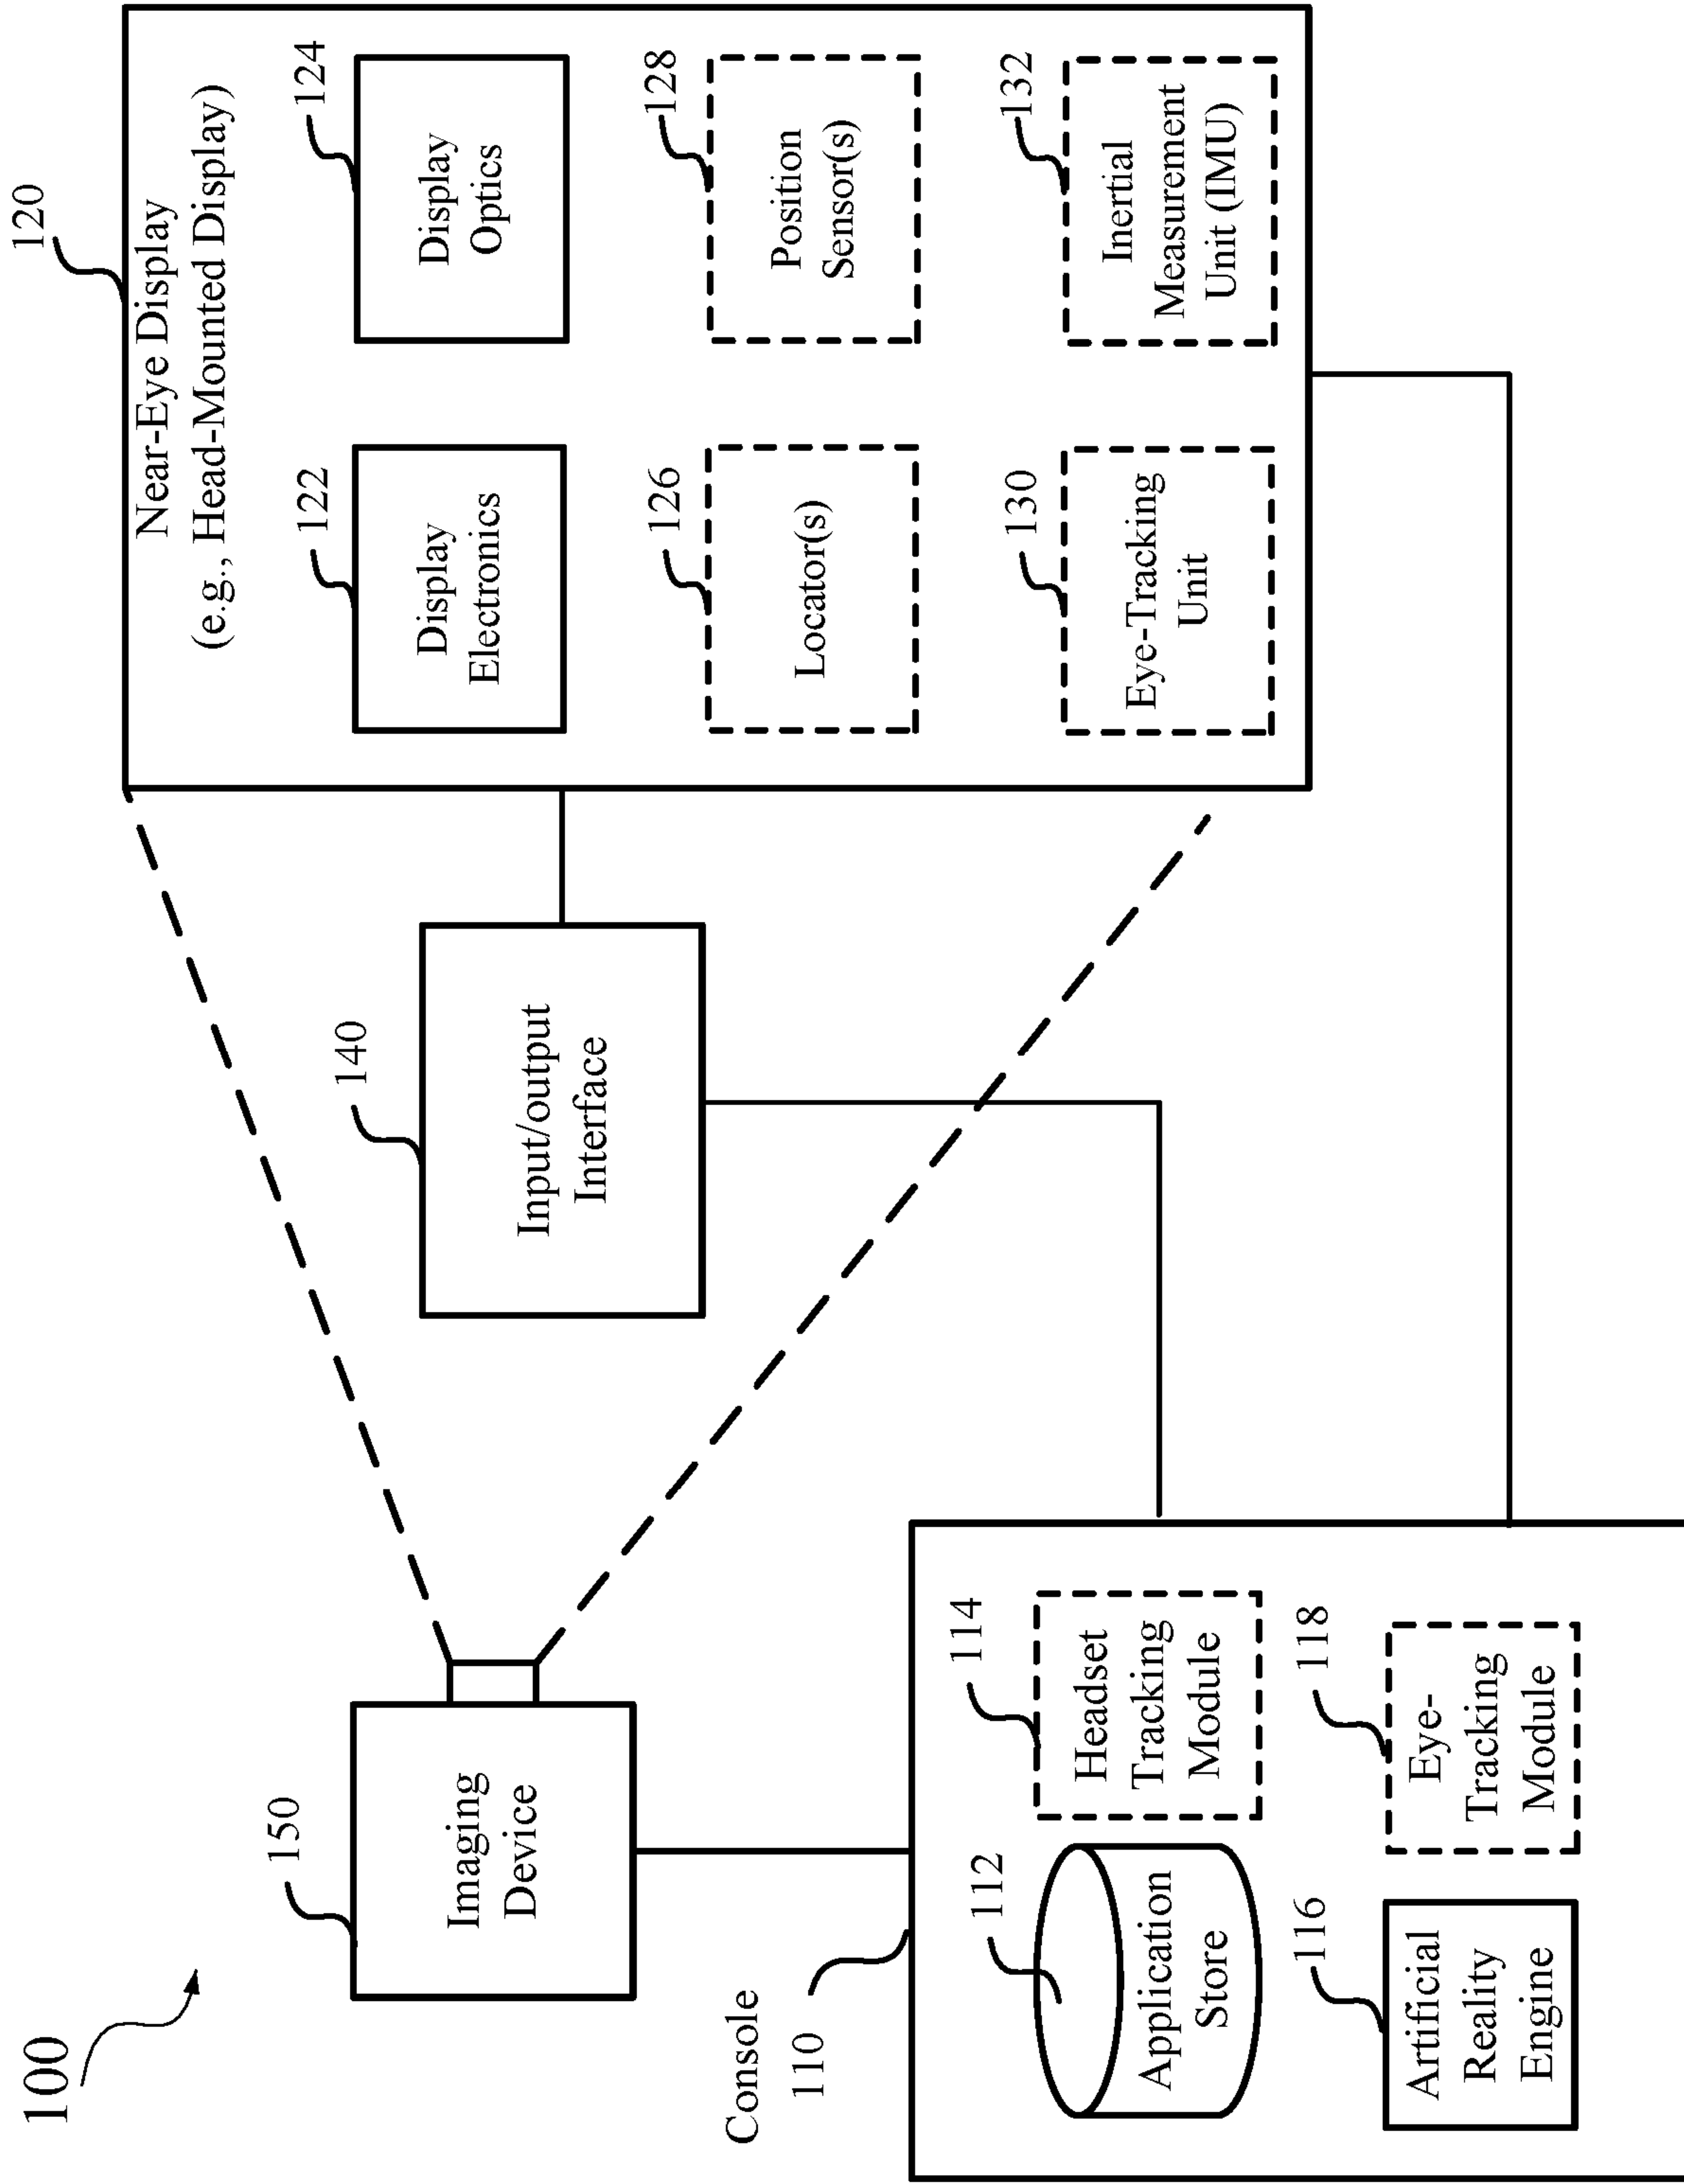 100
150
Imaging
Device
140
Input/output
Interface
120
Near-Eye Display
(e.g., Head-Mounted Display)
122
Display
Electronics
124
Display
Optics
126
Locator(s)
128
Position
Sensor(s)
130
Eye-Tracking
Unit
132
Inertial
Measurement
Unit (IMU)
Console
110
112
Application
Store
114
Headset
Tracking
Module
116
Artificial
Reality
Engine
118
Eye-
Tracking
Module